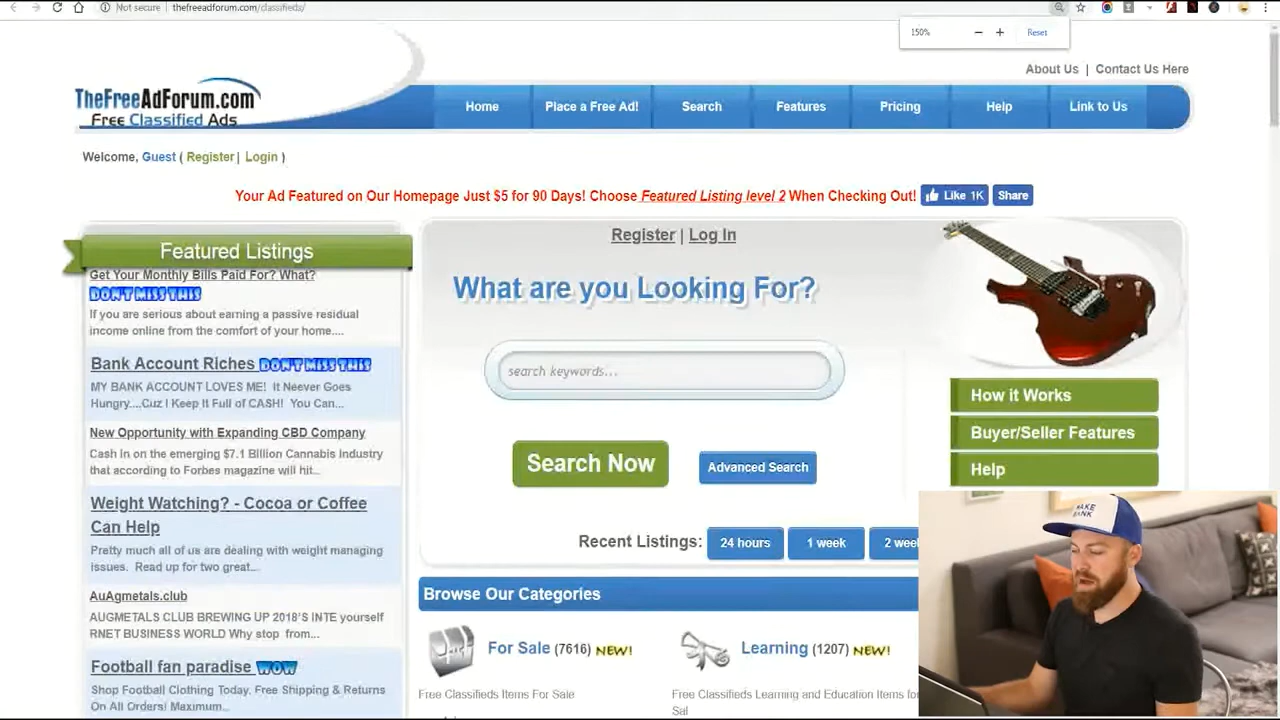 Not secure | thefreeadforum.com/classifieds/
150% − + Reset
About Us | Contact Us Here
TheFreeAdForum.com
Free Classified Ads
Home Place a Free Ad! Search Features Pricing Help Link to Us
Welcome, Guest ( Register | Login )
Your Ad Featured on Our Homepage Just $5 for 90 Days! Choose Featured Listing level 2 When Checking Out! Like 1K Share
Featured Listings
Get Your Monthly Bills Paid For? What?
DON'T MISS THIS
If you are serious about earning a passive residual
income online from the comfort of your home....
Bank Account Riches DON'T MISS THIS
MY BANK ACCOUNT LOVES ME! It Neever Goes
Hungry....Cuz I Keep It Full of CASH! You Can...
New Opportunity with Expanding CBD Company
Cash in on the emerging $7.1 Billion Cannabis Industry
that according to Forbes magazine will hit...
Weight Watching? - Cocoa or Coffee
Can Help
Pretty much all of us are dealing with weight managing
issues. Read up for two great...
AuAgmetals.club
AUGMETALS CLUB BREWING UP 2018'S INTE yourself
RNET BUSINESS WORLD Why stop from...
Football fan paradise WOW
Shop Football Clothing Today. Free Shipping & Returns
On All Orders! Maximum...
Register | Log In
What are you Looking For?
search keywords...
Search Now Advanced Search
How it Works
Buyer/Seller Features
Help
Recent Listings: 24 hours 1 week 2 week
Browse Our Categories
For Sale (7616) NEW!
Free Classifieds Items For Sale
Learning (1207) NEW!
Free Classifieds Learning and Education Items for
Sal
MAKE
BANK